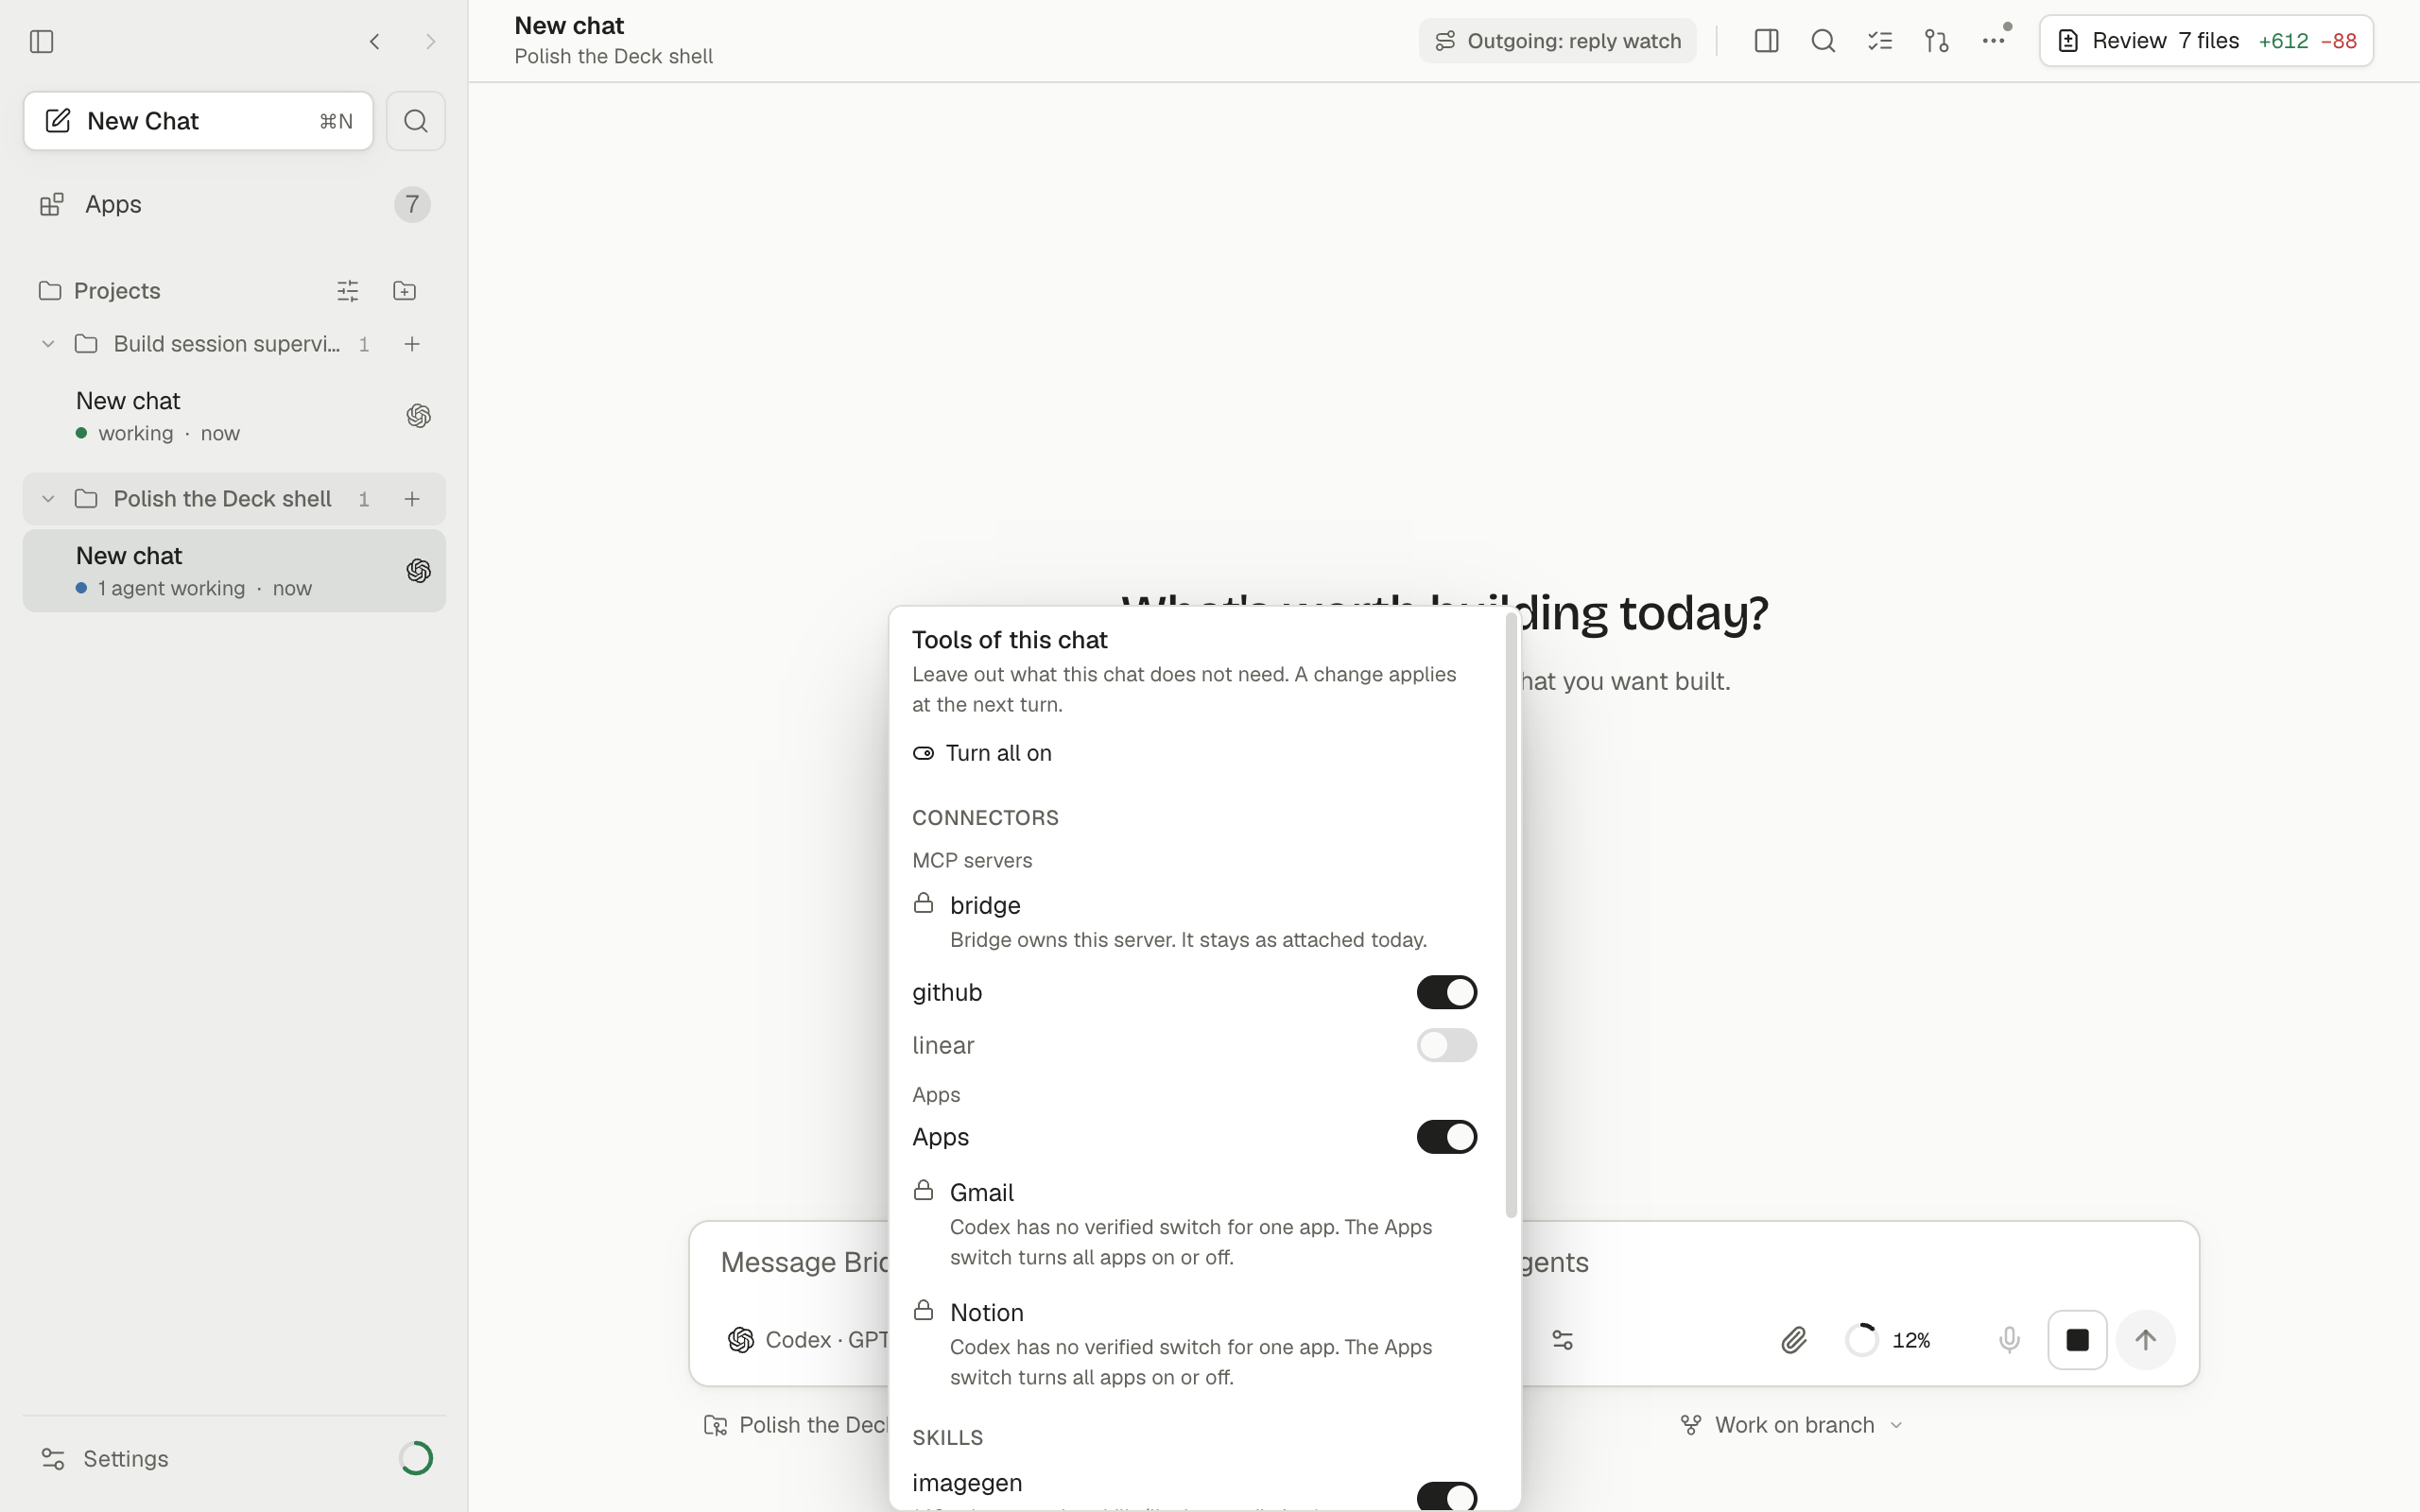 New chat
Polish the Deck shell
Outgoing: reply watch
Review 7 files +612 −88
New Chat ⌘N
Apps 7
Projects
Build session supervi... 1
New chat
working · now
Polish the Deck shell 1
New chat
1 agent working · now
Settings
building today?
hat you want built.
Tools of this chat
Leave out what this chat does not need. A change applies
at the next turn.
Turn all on
CONNECTORS
MCP servers
bridge
Bridge owns this server. It stays as attached today.
github
linear
Apps
Apps
Gmail
Codex has no verified switch for one app. The Apps
switch turns all apps on or off.
Notion
Codex has no verified switch for one app. The Apps
switch turns all apps on or off.
SKILLS
imagegen
Message Brid
gents
Codex · GPT
12%
Polish the Dec
Work on branch